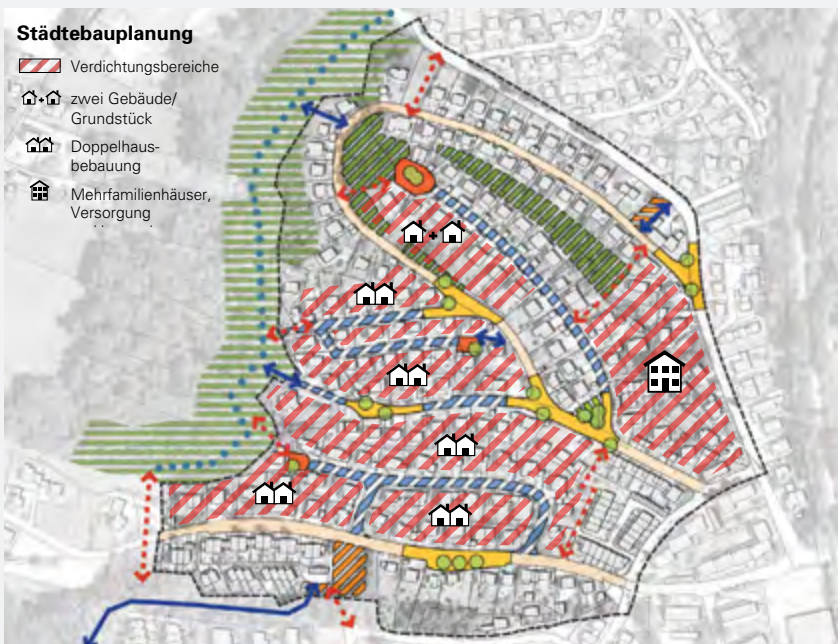 Städtebauplanung
Verdichtungsbereiche
zwei Gebäude/
Grundstück
Doppelhaus-
bebauung
Mehrfamilienhäuser,
Versorgung